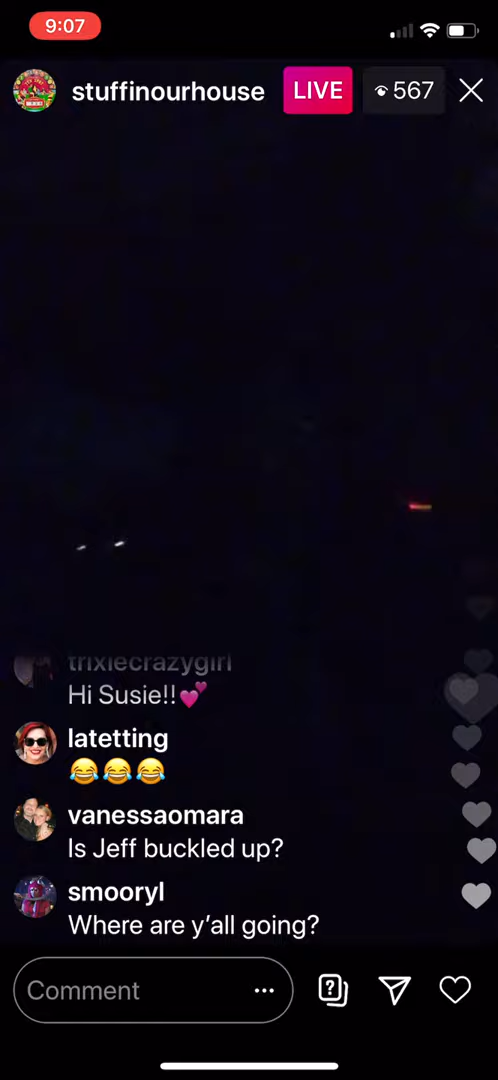 9:07
stuffinourhouse LIVE 567
trixiecrazygirl
Hi Susie!!💕
latetting
😂😂😂
vanessaomara
Is Jeff buckled up?
smooryl
Where are y’all going?
Comment ...